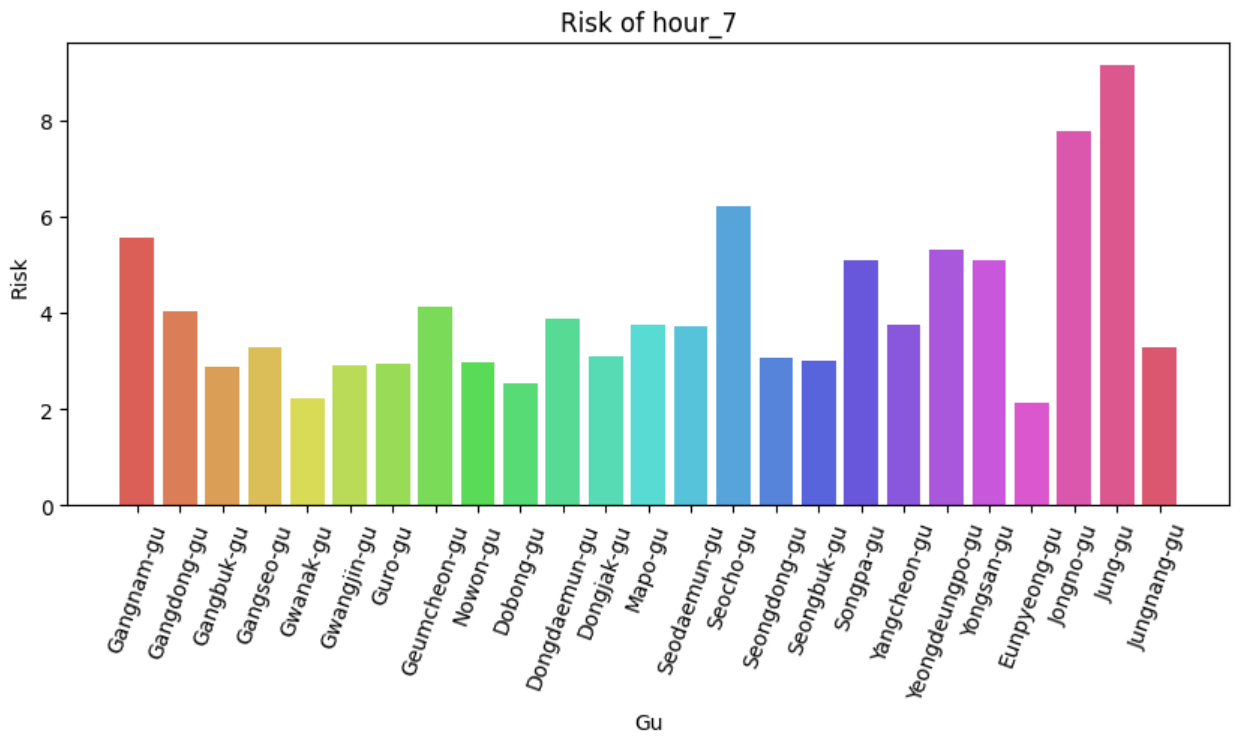 Risk of hour_7
Risk
8
6
4
2
0
Gangnam-gu
Gangdong-gu
Gangbuk-gu
Gangseo-gu
Gwanak-gu
Gwangjin-gu
Guro-gu
Geumcheon-gu
Nowon-gu
Dobong-gu
Dongdaemun-gu
Dongjak-gu
Mapo-gu
Seodaemun-gu
Seocho-gu
Seongdong-gu
Seongbuk-gu
Songpa-gu
Yangcheon-gu
Yeongdeungpo-gu
Yongsan-gu
Eunpyeong-gu
Jongno-gu
Jung-gu
Jungnang-gu
Gu